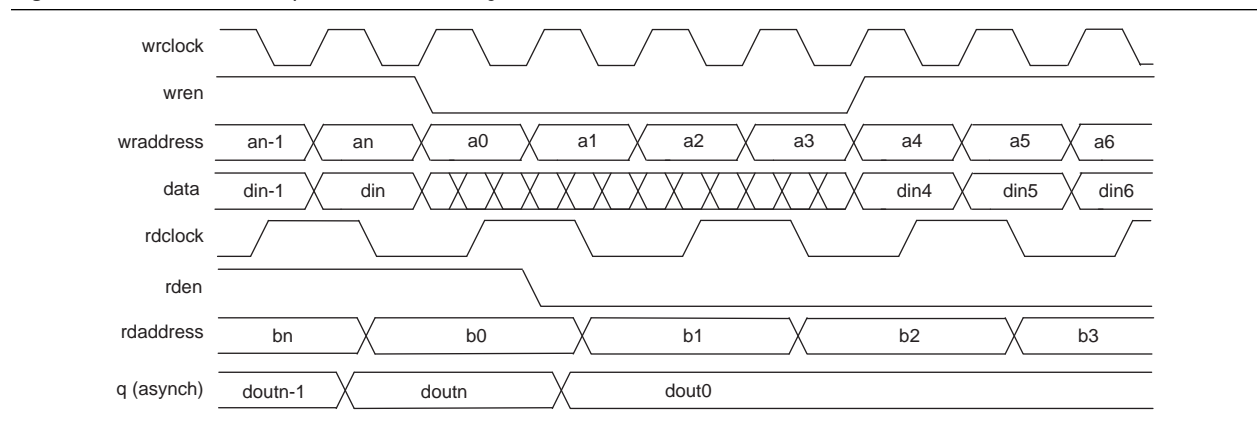 wrclock
wren
wraddress an-1 an a0 a1 a2 a3 a4 a5 a6
data din-1 din din4 din5 din6
rdclock
rden
rdaddress bn b0 b1 b2 b3
q (asynch) doutn-1 doutn dout0